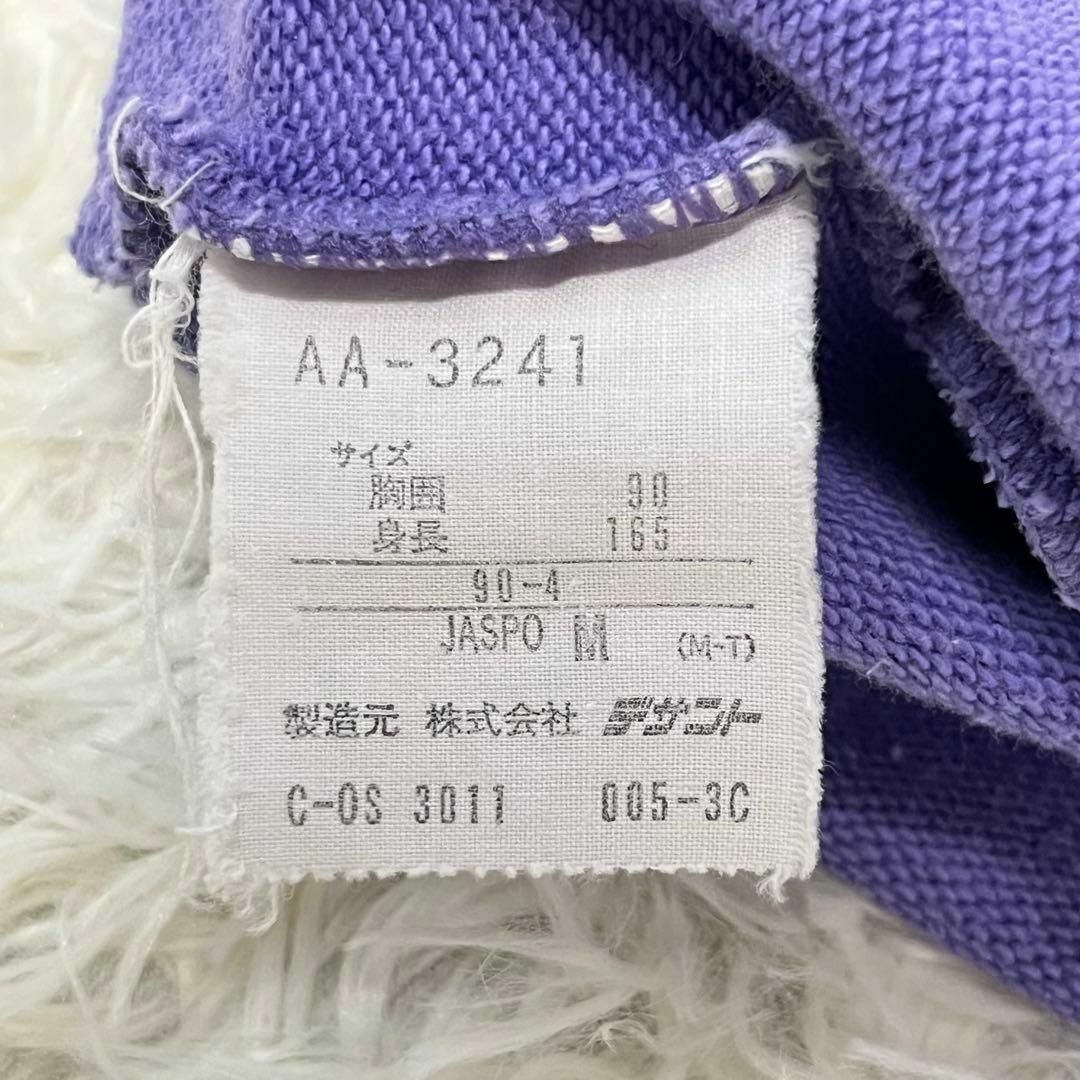 AA-3241
サイズ
胸囲 90
身長 165
90-4
JASPO M (M-T)
製造元 株式会社 デサント
C-OS 3011 005-3C